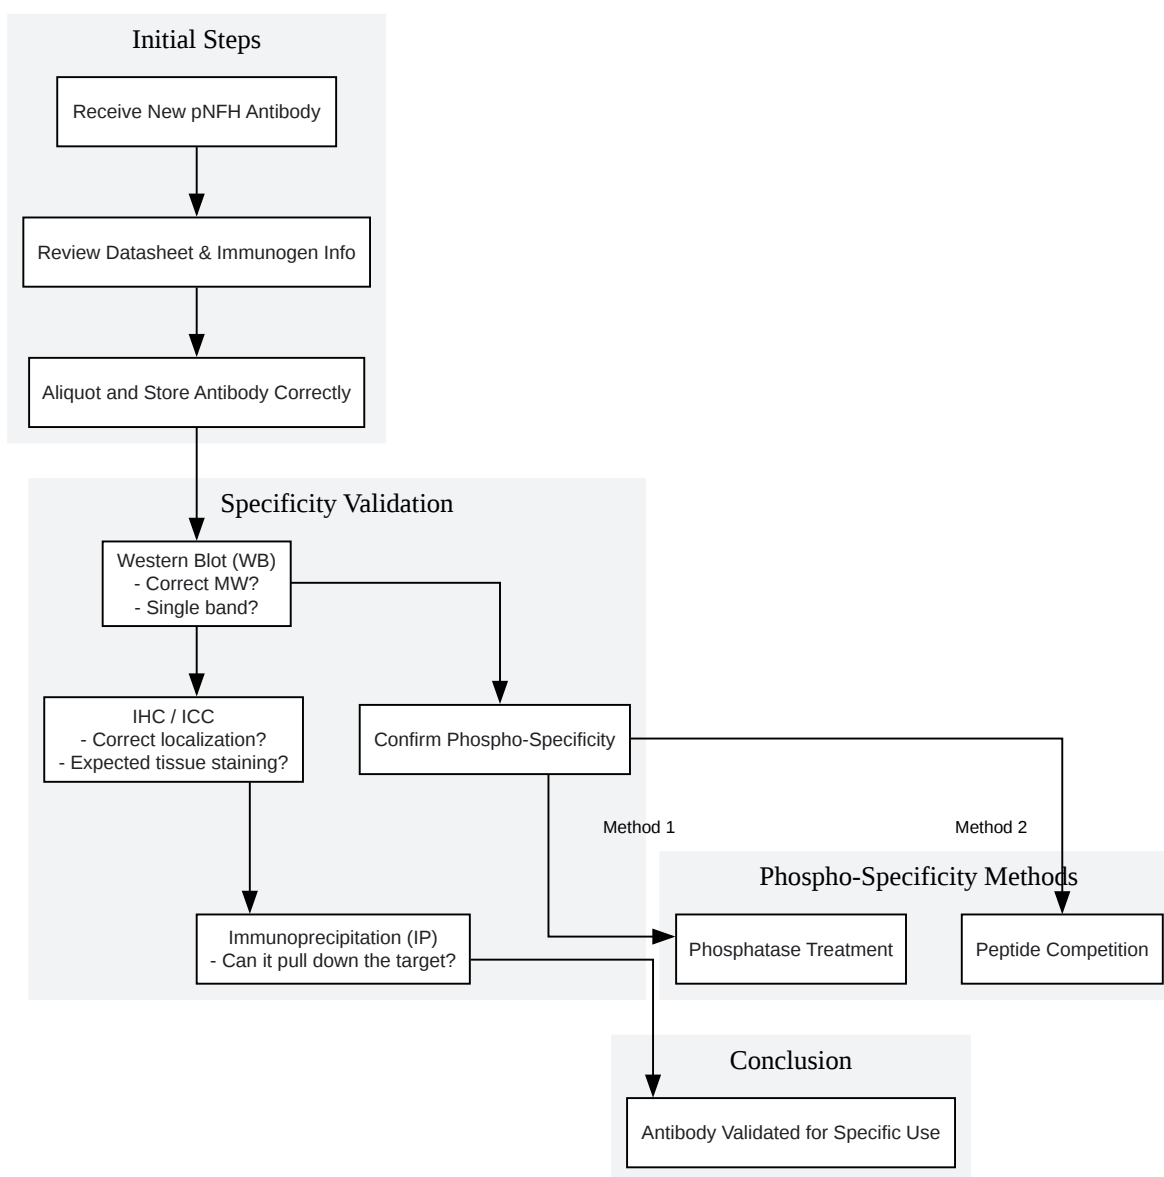 Initial Steps
Receive New pNFH Antibody
Review Datasheet & Immunogen Info
Aliquot and Store Antibody Correctly
Specificity Validation
Western Blot (WB)
- Correct MW?
- Single band?
IHC / ICC
- Correct localization?
- Expected tissue staining?
Confirm Phospho-Specificity
Method 1
Method 2
Phospho-Specificity Methods
Immunoprecipitation (IP)
- Can it pull down the target?
Phosphatase Treatment
Peptide Competition
Conclusion
Antibody Validated for Specific Use